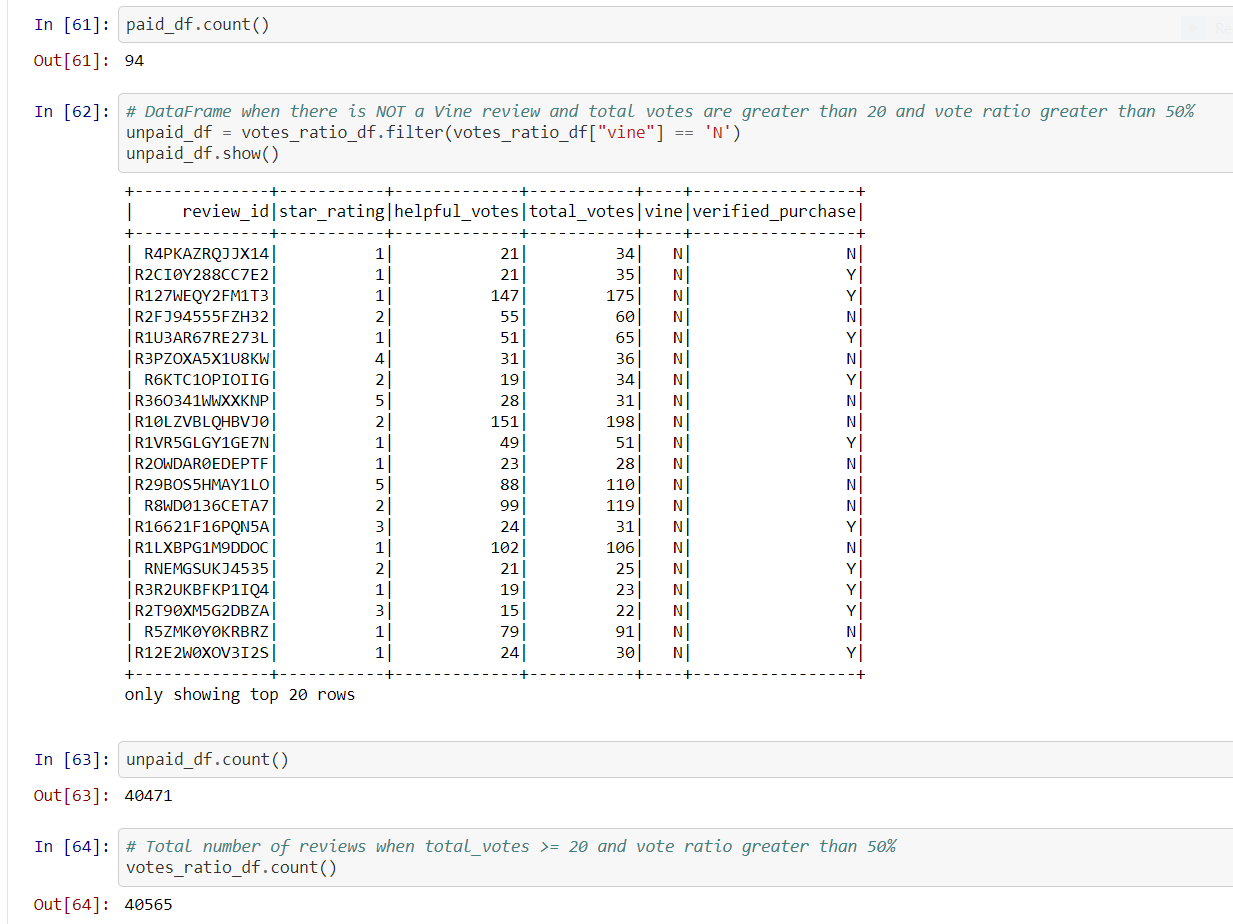 In [61]: paid_df.count()
Out[61]: 94
In [62]: # DataFrame when there is NOT a Vine review and total votes are greater than 20 and vote ratio greater than 50%
unpaid_df = votes_ratio_df.filter(votes_ratio_df["vine"] == 'N')
unpaid_df.show()
+--------------+-----------+-------------+-----------+----+-----------------+
|     review_id|star_rating|helpful_votes|total_votes|vine|verified_purchase|
+--------------+-----------+-------------+-----------+----+-----------------+
| R4PKAZRQJJX14|          1|           21|         34|   N|                N|
|R2CI0Y288CC7E2|          1|           21|         35|   N|                Y|
|R127WEQY2FM1T3|          1|          147|        175|   N|                Y|
|R2FJ94555FZH32|          2|           55|         60|   N|                N|
|R1U3AR67RE273L|          1|           51|         65|   N|                Y|
|R3PZOXA5X1U8KW|          4|           31|         36|   N|                N|
| R6KTC1OPIOIIG|          2|           19|         34|   N|                Y|
|R36O341WWXXKNP|          5|           28|         31|   N|                N|
|R10LZVBLQHBVJ0|          2|          151|        198|   N|                N|
|R1VR5GLGY1GE7N|          1|           49|         51|   N|                Y|
|R2OWDAR0EDEPTF|          1|           23|         28|   N|                N|
|R29BOS5HMAY1LO|          5|           88|        110|   N|                N|
| R8WD0136CETA7|          2|           99|        119|   N|                N|
|R16621F16PQN5A|          3|           24|         31|   N|                Y|
|R1LXBPG1M9DDOC|          1|          102|        106|   N|                N|
| RNEMGSUKJ4535|          2|           21|         25|   N|                Y|
|R3R2UKBFKP1IQ4|          1|           19|         23|   N|                Y|
|R2T90XM5G2DBZA|          3|           15|         22|   N|                Y|
| R5ZMK0Y0KRBRZ|          1|           79|         91|   N|                N|
|R12E2W0XOV3I2S|          1|           24|         30|   N|                Y|
+--------------+-----------+-------------+-----------+----+-----------------+
only showing top 20 rows
In [63]: unpaid_df.count()
Out[63]: 40471
In [64]: # Total number of reviews when total_votes >= 20 and vote ratio greater than 50%
votes_ratio_df.count()
Out[64]: 40565